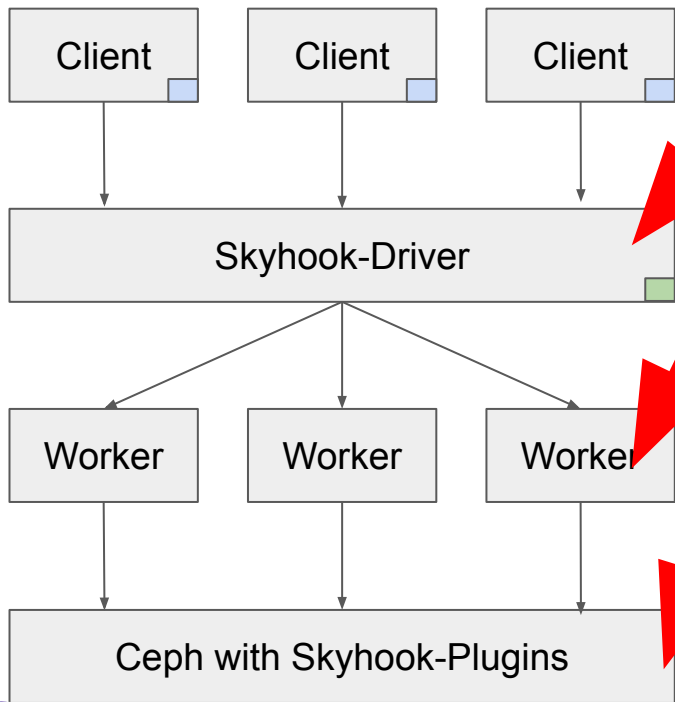 Client
Client
Client
Skyhook-Driver
Worker
Worker
Worker
Ceph with Skyhook-Plugins